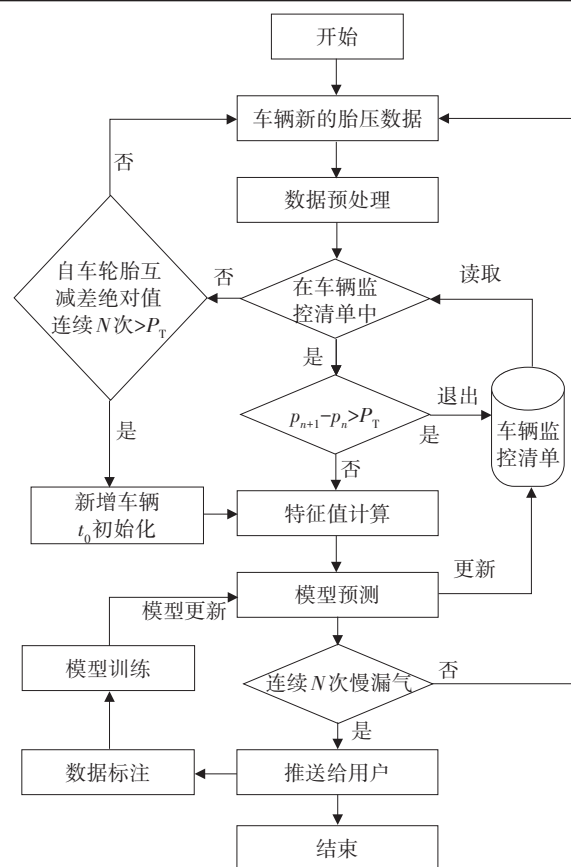 开始
车辆新的胎压数据
否
数据预处理
自车轮胎互
减差绝对值
连续N次>P_T
否
在车辆监
控清单中
读取
是
p_{n+1}-p_n>P_T
退出
是
车辆监
控清单
是
否
新增车辆
t_0初始化
特征值计算
更新
模型预测
模型更新
模型训练
连续N次慢漏气
否
是
数据标注
推送给用户
结束